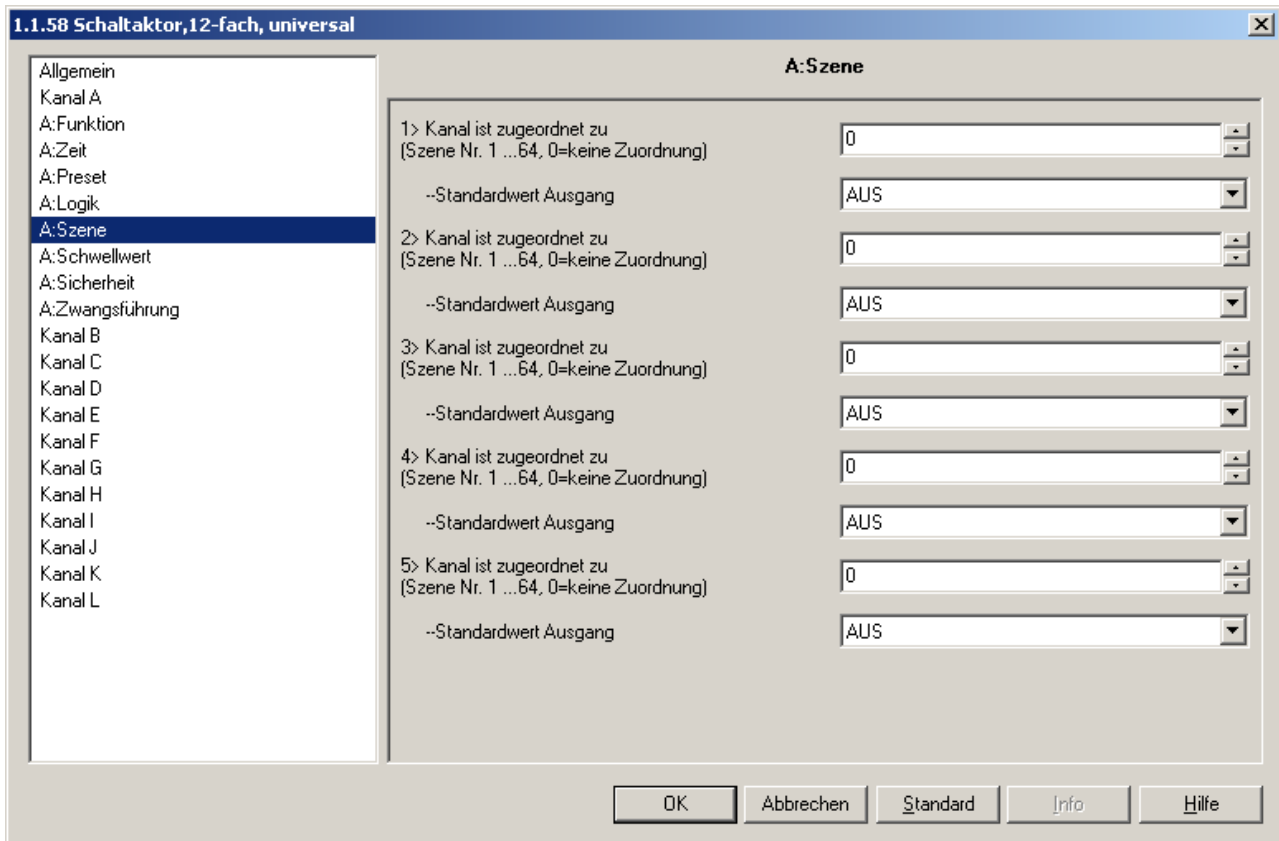 1.1.58 Schaltaktor,12-fach, universal
Allgemein
Kanal A
A:Funktion
A:Zeit
A:Preset
A:Logik
A:Szene
A:Schwellwert
A:Sicherheit
A:Zwangsführung
Kanal B
Kanal C
Kanal D
Kanal E
Kanal F
Kanal G
Kanal H
Kanal I
Kanal J
Kanal K
Kanal L
A:Szene
1> Kanal ist zugeordnet zu
(Szene Nr. 1 ...64, 0=keine Zuordnung)
0
--Standardwert Ausgang
AUS
2> Kanal ist zugeordnet zu
(Szene Nr. 1 ...64, 0=keine Zuordnung)
0
--Standardwert Ausgang
AUS
3> Kanal ist zugeordnet zu
(Szene Nr. 1 ...64, 0=keine Zuordnung)
0
--Standardwert Ausgang
AUS
4> Kanal ist zugeordnet zu
(Szene Nr. 1 ...64, 0=keine Zuordnung)
0
--Standardwert Ausgang
AUS
5> Kanal ist zugeordnet zu
(Szene Nr. 1 ...64, 0=keine Zuordnung)
0
--Standardwert Ausgang
AUS
OK
Abbrechen
Standard
Info
Hilfe